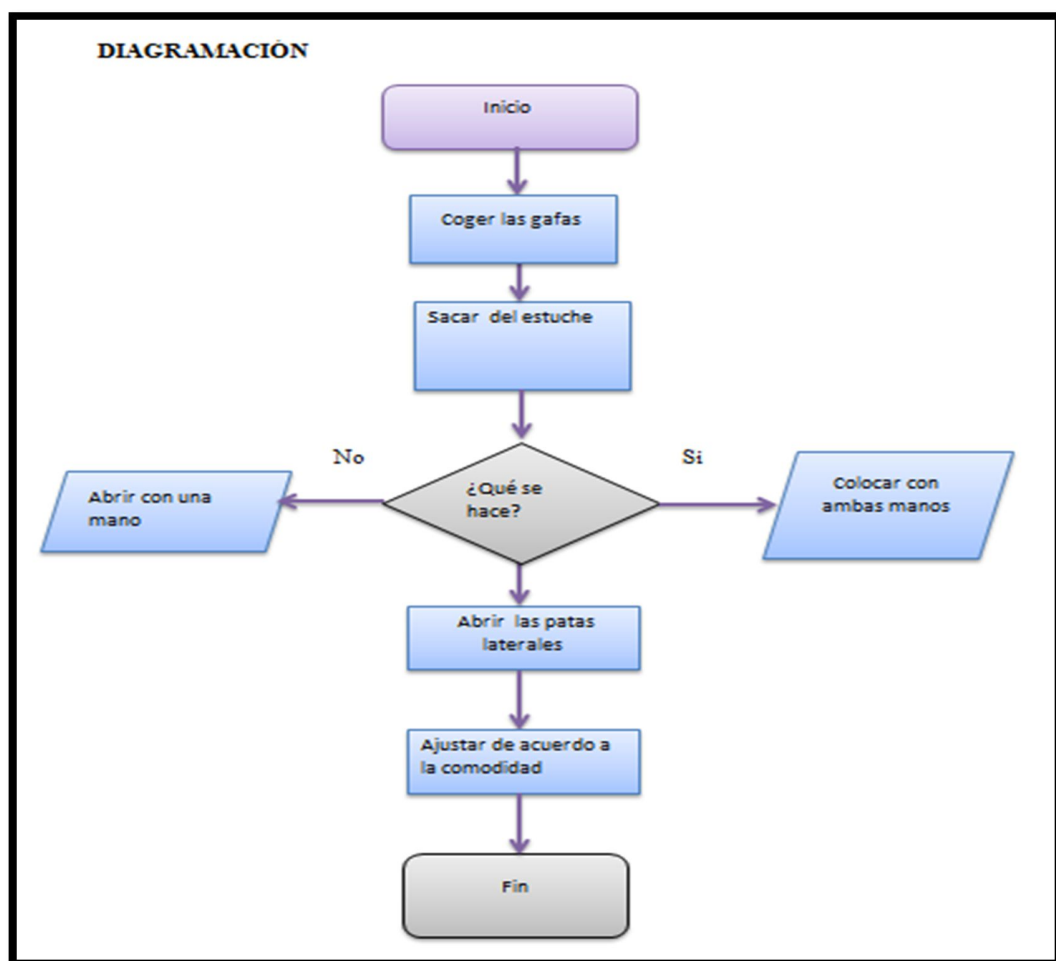 DIAGRAMACIÓN
Inicio
Coger las gafas
Sacar del estuche
No
Si
¿Qué se
hace?
Abrir con una
mano
Colocar con
ambas manos
Abrir las patas
laterales
Ajustar de acuerdo a
la comodidad
Fin